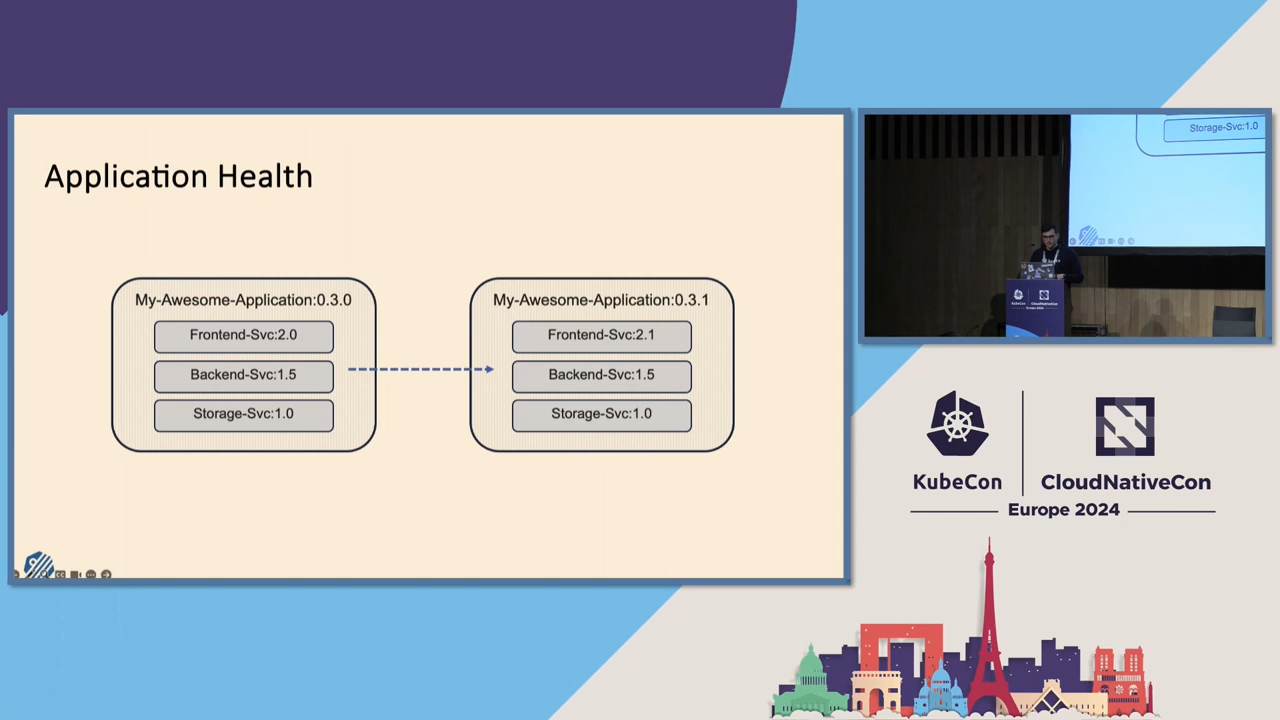 Application Health
My-Awesome-Application:0.3.0
Frontend-Svc:2.0
Backend-Svc:1.5
Storage-Svc:1.0
My-Awesome-Application:0.3.1
Frontend-Svc:2.1
Backend-Svc:1.5
Storage-Svc:1.0
Storage-Svc:1.0
KubeCon
CloudNativeCon
KubeCon
CloudNativeCon
Europe 2024